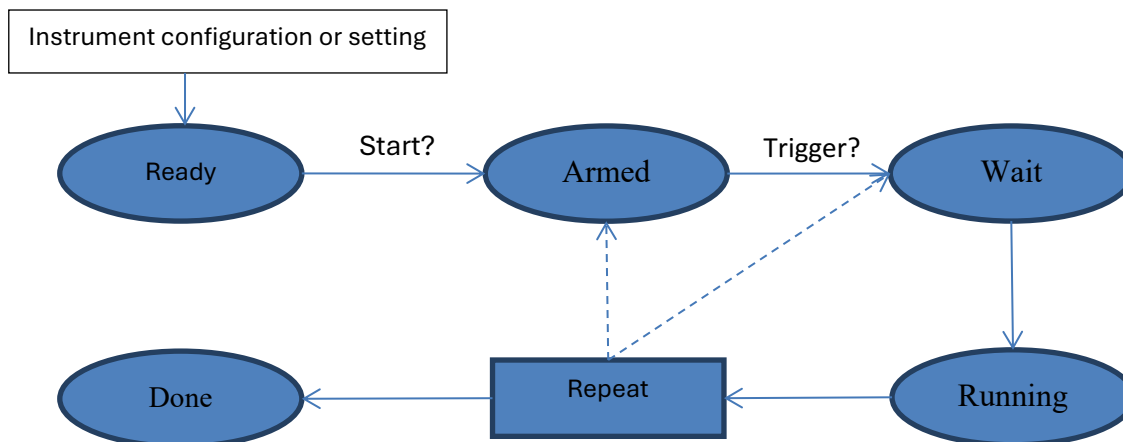 Instrument configuration or setting
Start?
Trigger?
Ready
Armed
Wait
Done
Repeat
Running